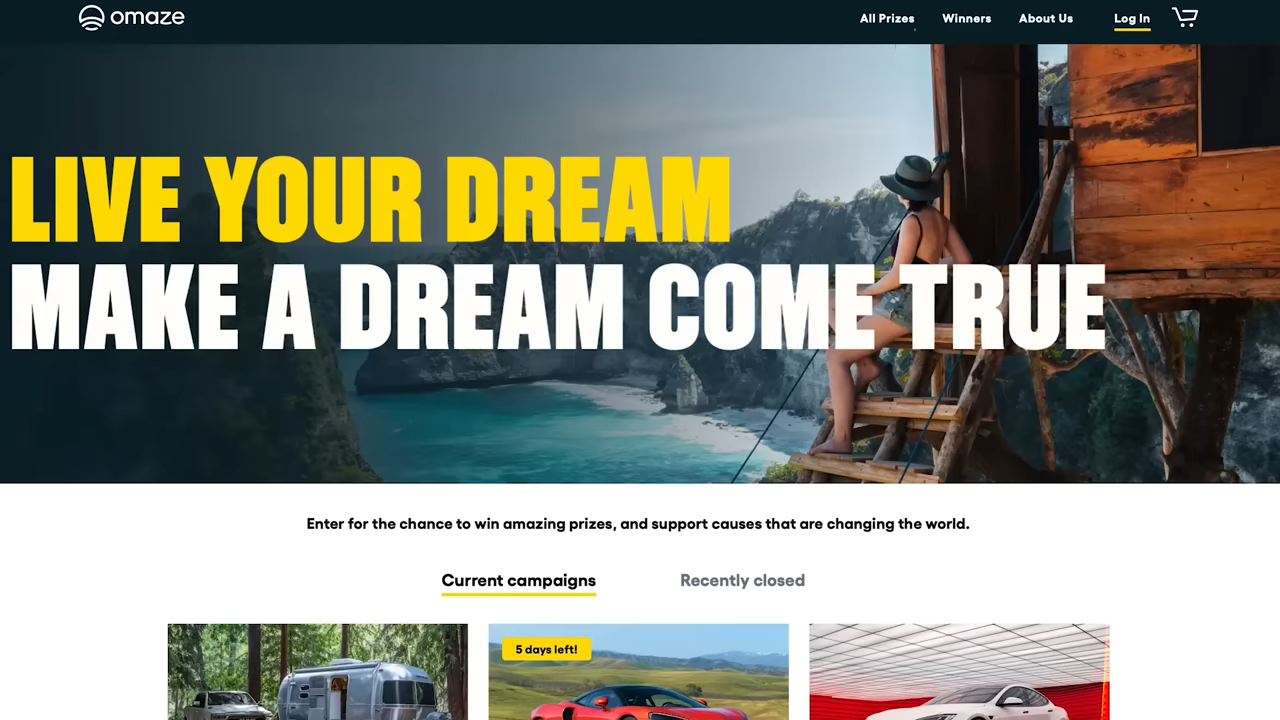 omaze
All Prizes Winners About Us Log In
LIVE YOUR DREAM
MAKE A DREAM COME TRUE
Enter for the chance to win amazing prizes, and support causes that are changing the world.
Current campaigns Recently closed
5 days left!